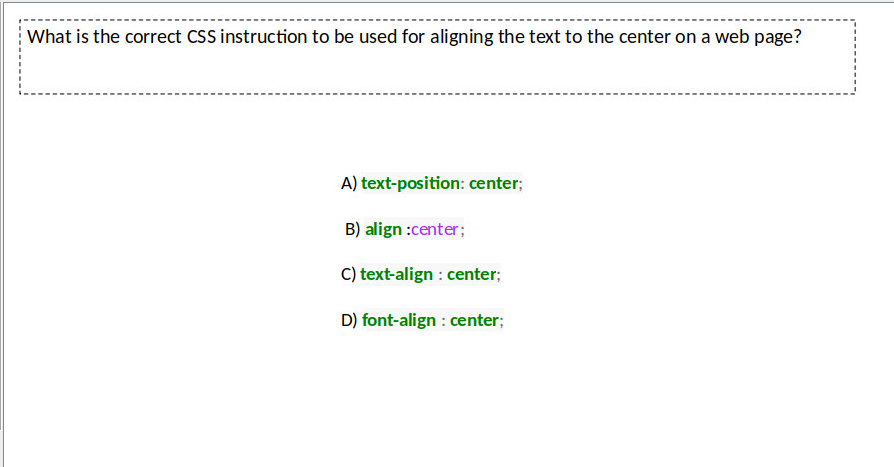 What is the correct CSS instruction to be used for aligning the text to the center on a web page?
A) text-position: center;
B) align :center;
C) text-align : center;
D) font-align : center;